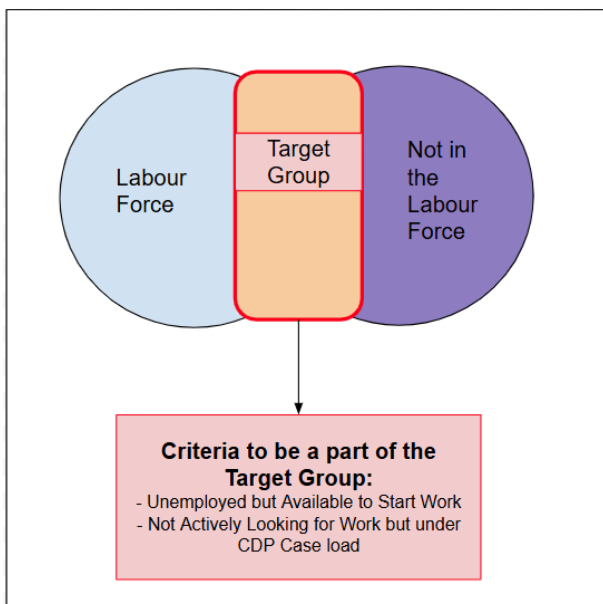 Labour
Force
Target
Group
Not in
the
Labour
Force
Criteria to be a part of the
Target Group:
- Unemployed but Available to Start Work
- Not Actively Looking for Work but under
CDP Case load